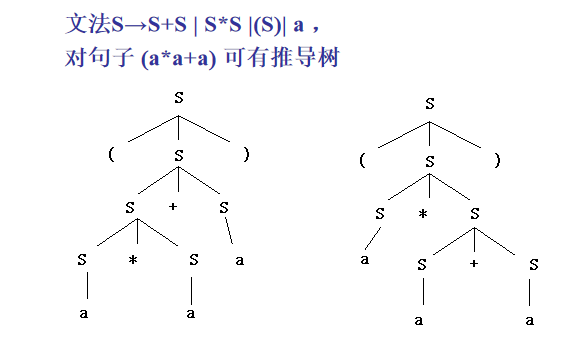 文法S→S+S | S*S |(S)| a ，
对句子 (a*a+a) 可有推导树
S S
( S ) ( S )
S + S S * S
S * S a a S + S
a a a a